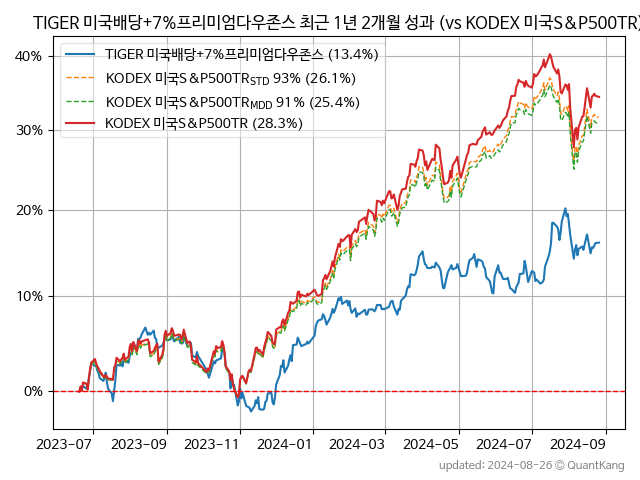 TIGER 미국배당+7%프리미엄다우존스 최근 1년 2개월 성과 (vs KODEX 미국S&P500TR)
TIGER 미국배당+7%프리미엄다우존스 (13.4%)
KODEX 미국S&P500TR_STD 93% (26.1%)
KODEX 미국S&P500TR_MDD 91% (25.4%)
KODEX 미국S&P500TR (28.3%)
40%
30%
20%
10%
0%
2023-07 2023-09 2023-11 2024-01 2024-03 2024-05 2024-07 2024-09
updated: 2024-08-26 © QuantKang